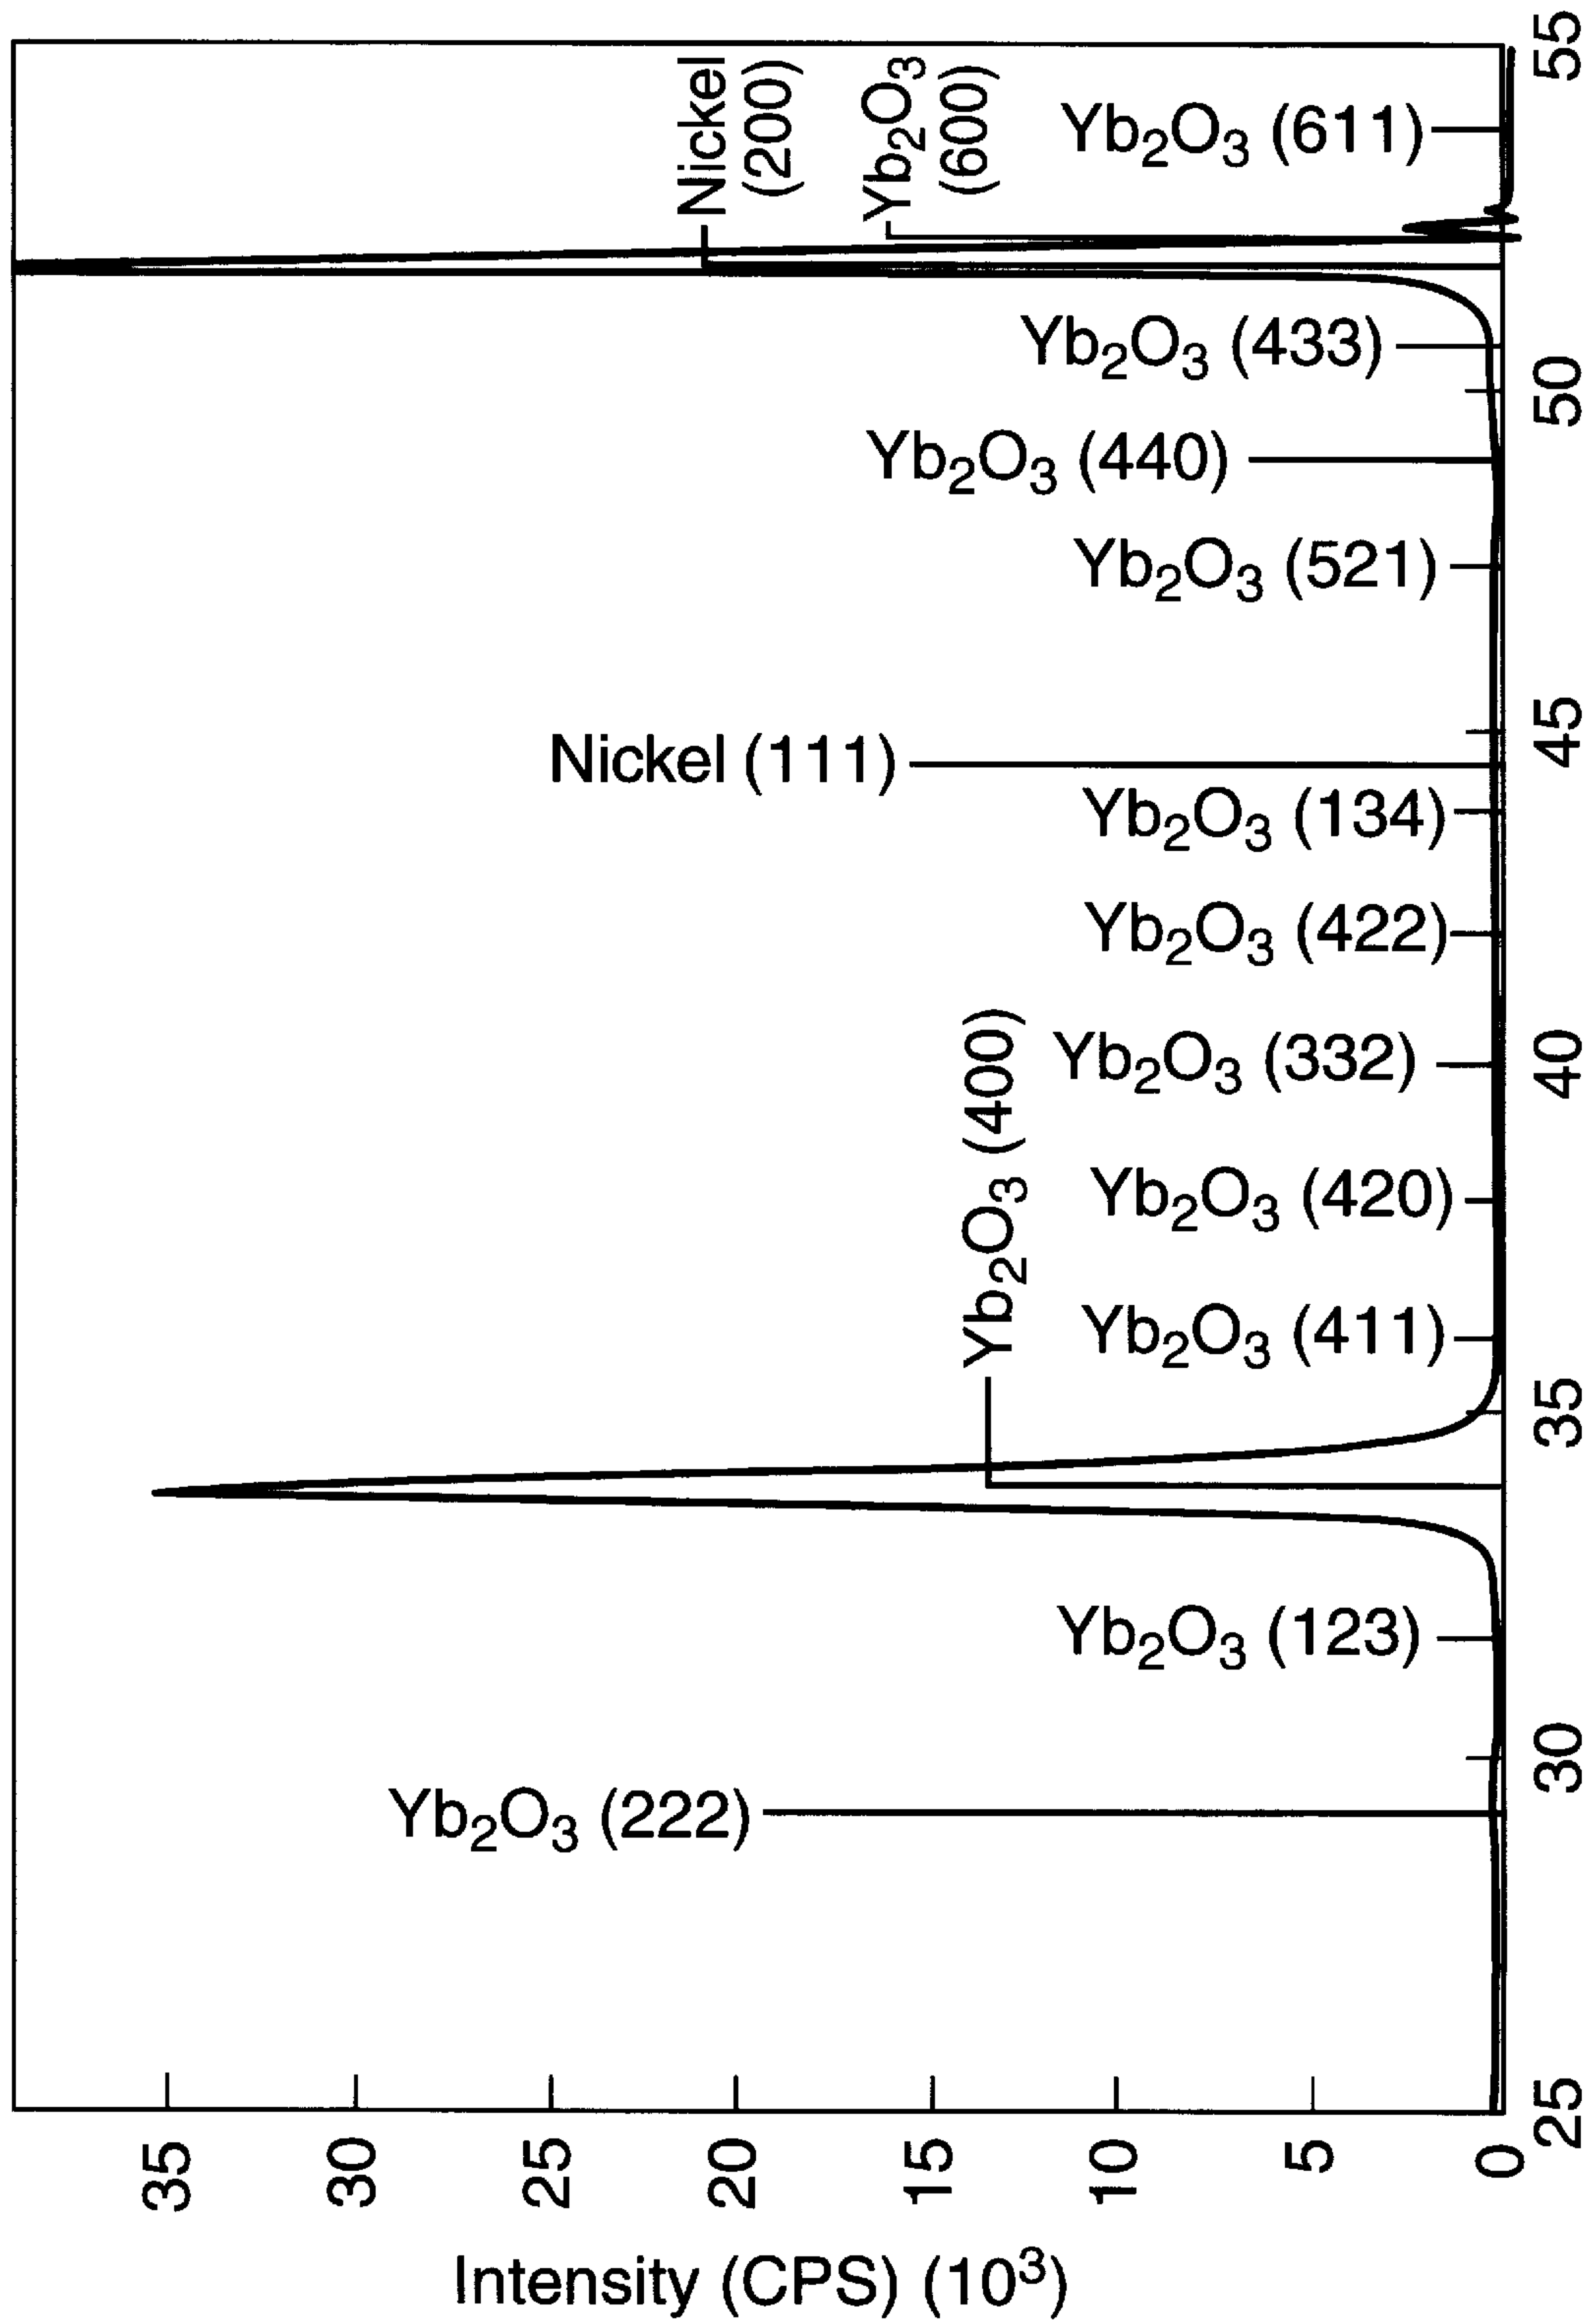 Intensity (CPS) (10³)
35
30
25
20
15
10
5
0
25
30
35
40
45
50
55
Yb₂O₃ (222)
Yb₂O₃ (123)
Yb₂O₃ (400)
Yb₂O₃ (411)
Yb₂O₃ (420)
Yb₂O₃ (332)
Yb₂O₃ (422)
Yb₂O₃ (134)
Nickel (111)
Yb₂O₃ (521)
Yb₂O₃ (440)
Yb₂O₃ (433)
Nickel
(200)
Yb₂O₃
(600)
Yb₂O₃ (611)